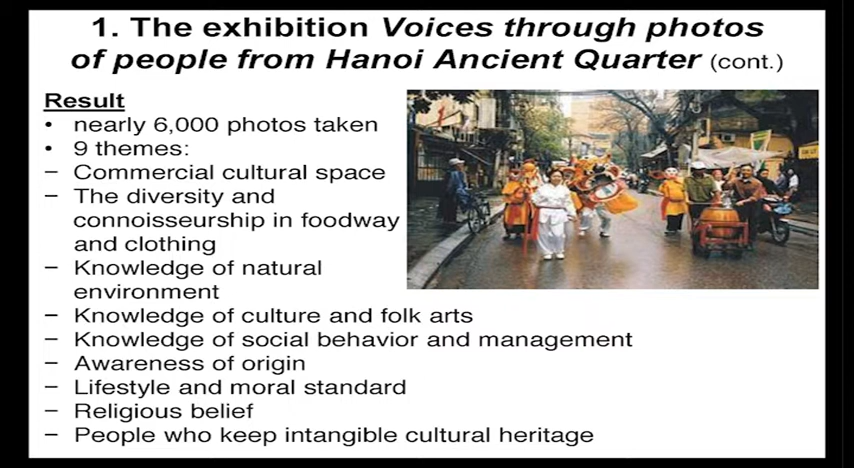 1. The exhibition Voices through photos
of people from Hanoi Ancient Quarter (cont.)
Result
• nearly 6,000 photos taken
• 9 themes:
– Commercial cultural space
– The diversity and
connoisseurship in foodway
and clothing
– Knowledge of natural
environment
– Knowledge of culture and folk arts
– Knowledge of social behavior and management
– Awareness of origin
– Lifestyle and moral standard
– Religious belief
– People who keep intangible cultural heritage